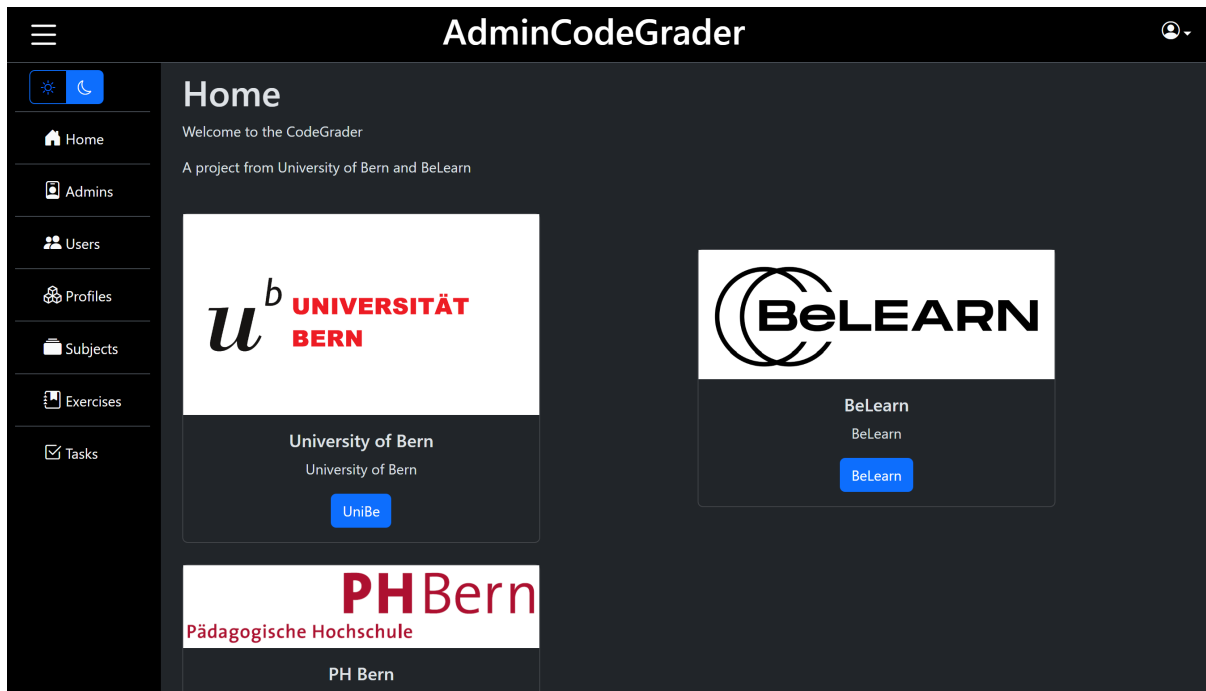 AdminCodeGrader
Home
Admins
Users
Profiles
Subjects
Exercises
Tasks
Home
Welcome to the CodeGrader
A project from University of Bern and BeLearn
u
b
UNIVERSITÄT
BERN
University of Bern
University of Bern
UniBe
BeLEARN
BeLearn
BeLearn
BeLearn
PHBern
Pädagogische Hochschule
PH Bern